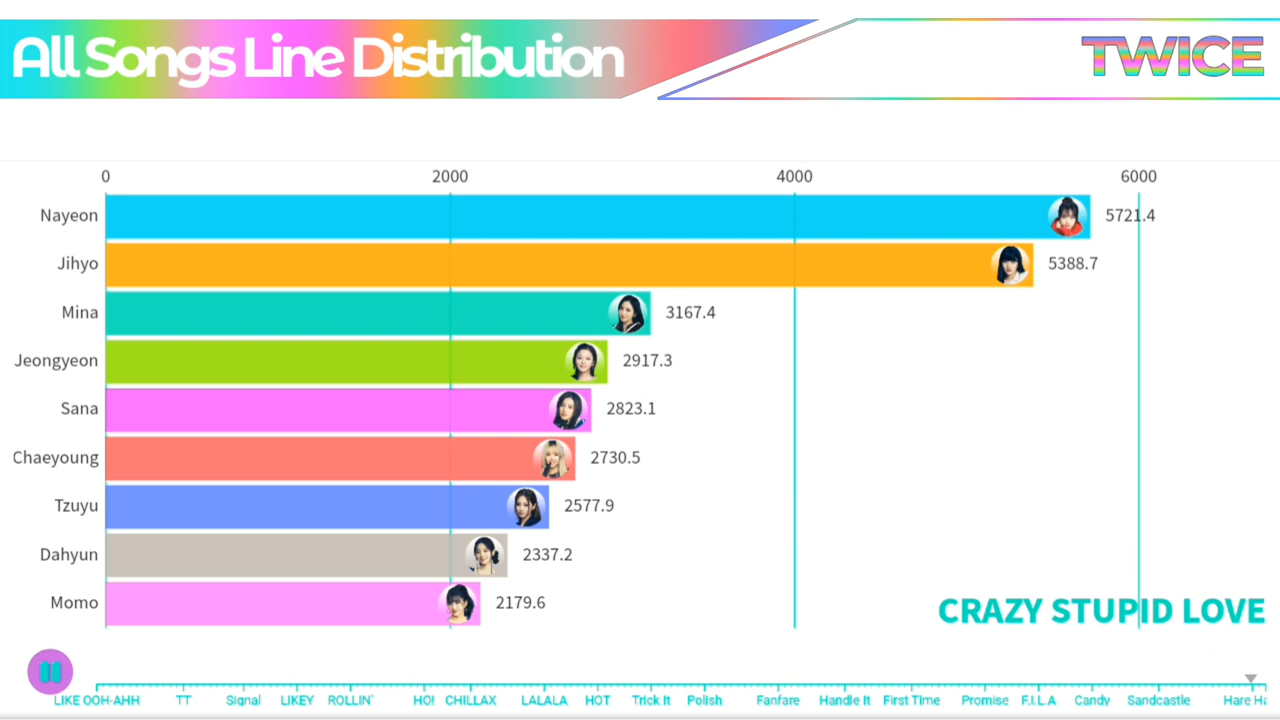 All Songs Line Distribution
TWICE
0 2000 4000 6000
Nayeon 5721.4
Jihyo 5388.7
Mina 3167.4
Jeongyeon 2917.3
Sana 2823.1
Chaeyoung 2730.5
Tzuyu 2577.9
Dahyun 2337.2
Momo 2179.6
CRAZY STUPID LOVE
LIKE OOH-AHH TT Signal LIKEY ROLLIN' HO! CHILLAX LALALA HOT Trick It Polish Fanfare Handle It First Time Promise F.I.L.A Candy Sandcastle Hare Ha